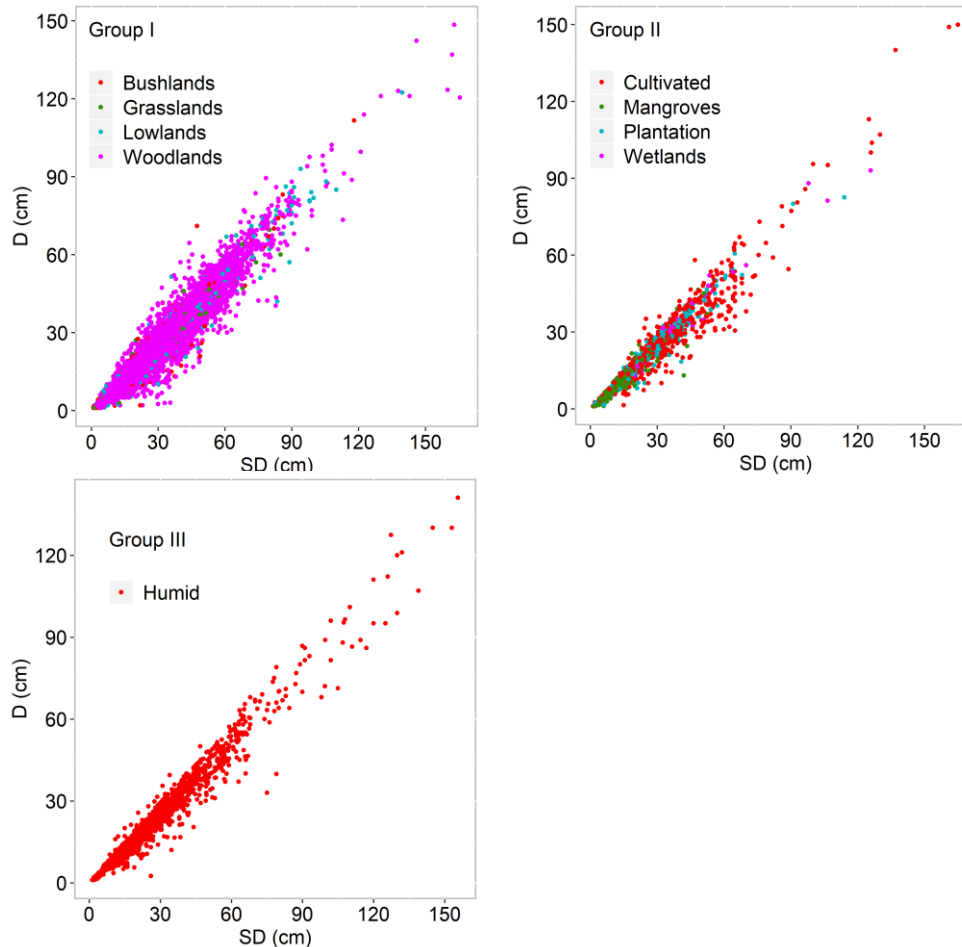 Group I
Bushlands
Grasslands
Lowlands
Woodlands
150
120
90
60
30
0
D (cm)
0 30 60 90 120 150
SD (cm)
Group II
Cultivated
Mangroves
Plantation
Wetlands
150
120
90
60
30
0
D (cm)
0 30 60 90 120 150
SD (cm)
Group III
Humid
120
90
60
30
0
D (cm)
0 30 60 90 120 150
SD (cm)